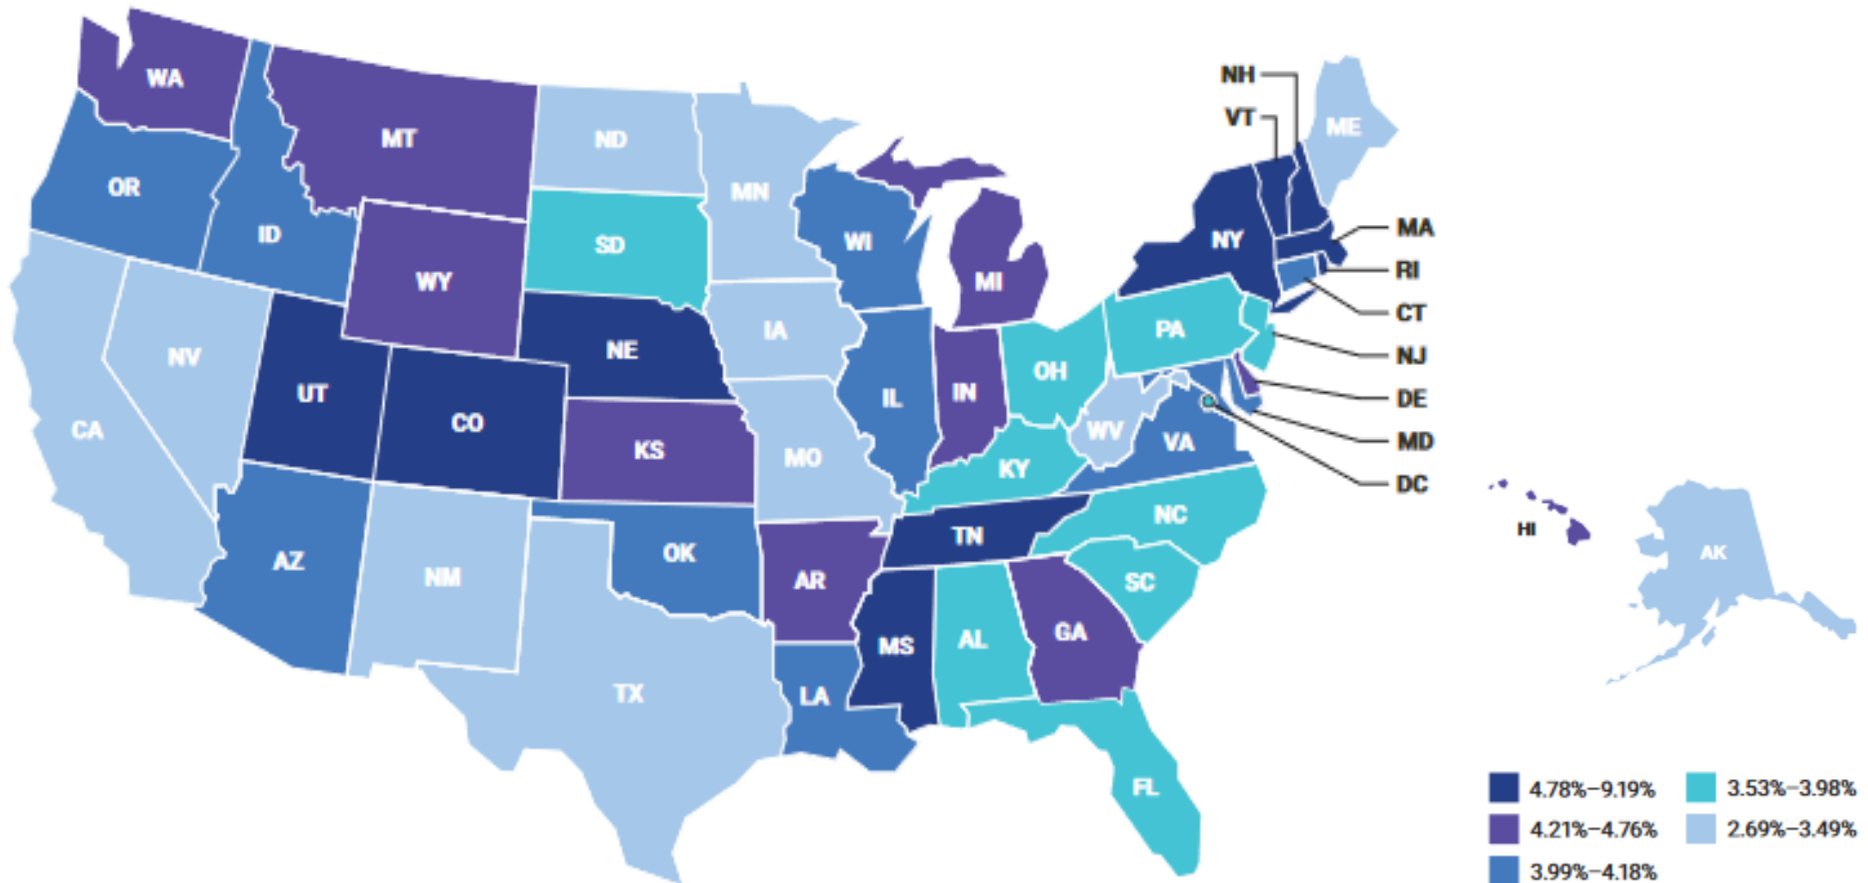 NH
WA
VT
ME
MT
ND
OR
MN
MA
ID
SD
WI
NY
RI
WY
MI
CT
IA
PA
NE
NJ
NV
OH
UT
IN
DE
IL
CO
CA
WV
MD
KS
VA
MO
KY
DC
NC
TN
HI
OK
AK
AZ
NM
AR
SC
GA
MS
AL
TX
LA
FL
4.78%–9.19%
3.53%–3.98%
4.21%–4.76%
2.69%–3.49%
3.99%–4.18%